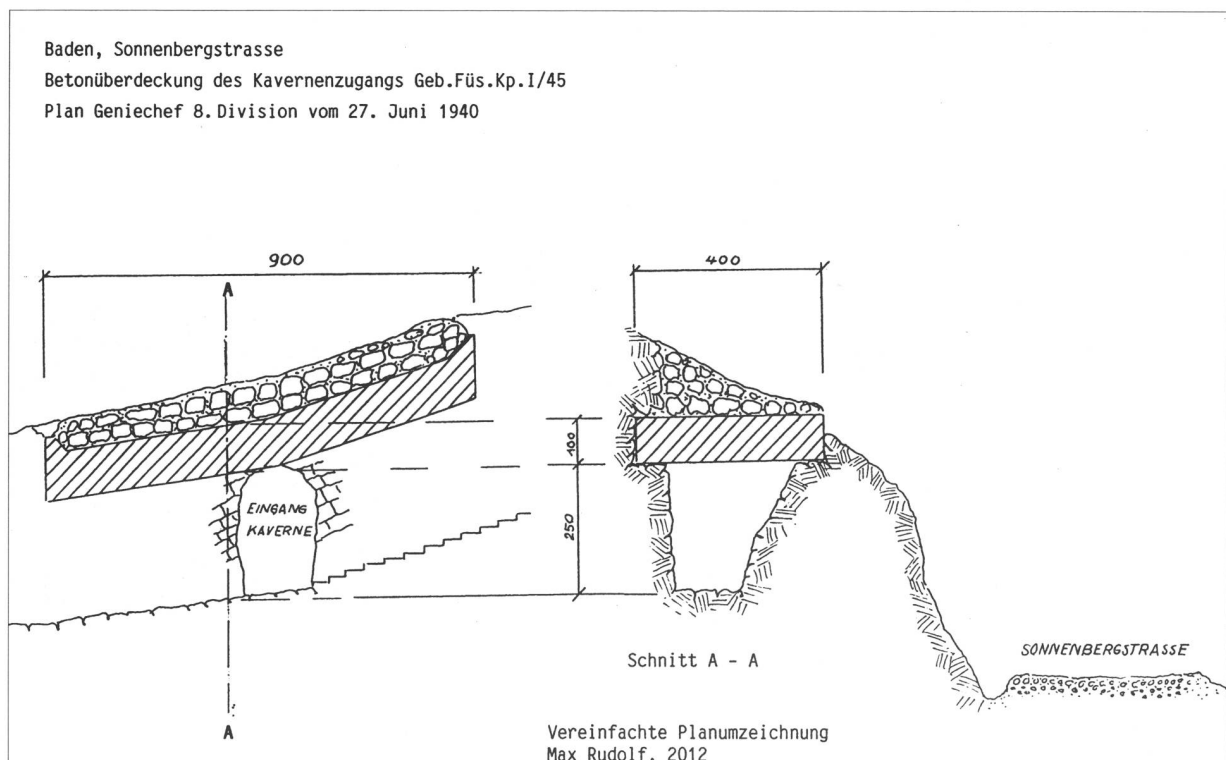 Baden, Sonnenbergstrasse
Betonüberdeckung des Kavernenzugangs Geb.Füs.Kp.I/45
Plan Geniechef 8.Division vom 27. Juni 1940
900
400
A
100
EINGANG
KAVERNE
250
Schnitt A - A
SONNENBERGSTRASSE
A
Vereinfachte Planumzeichnung
Max Rudolf, 2012